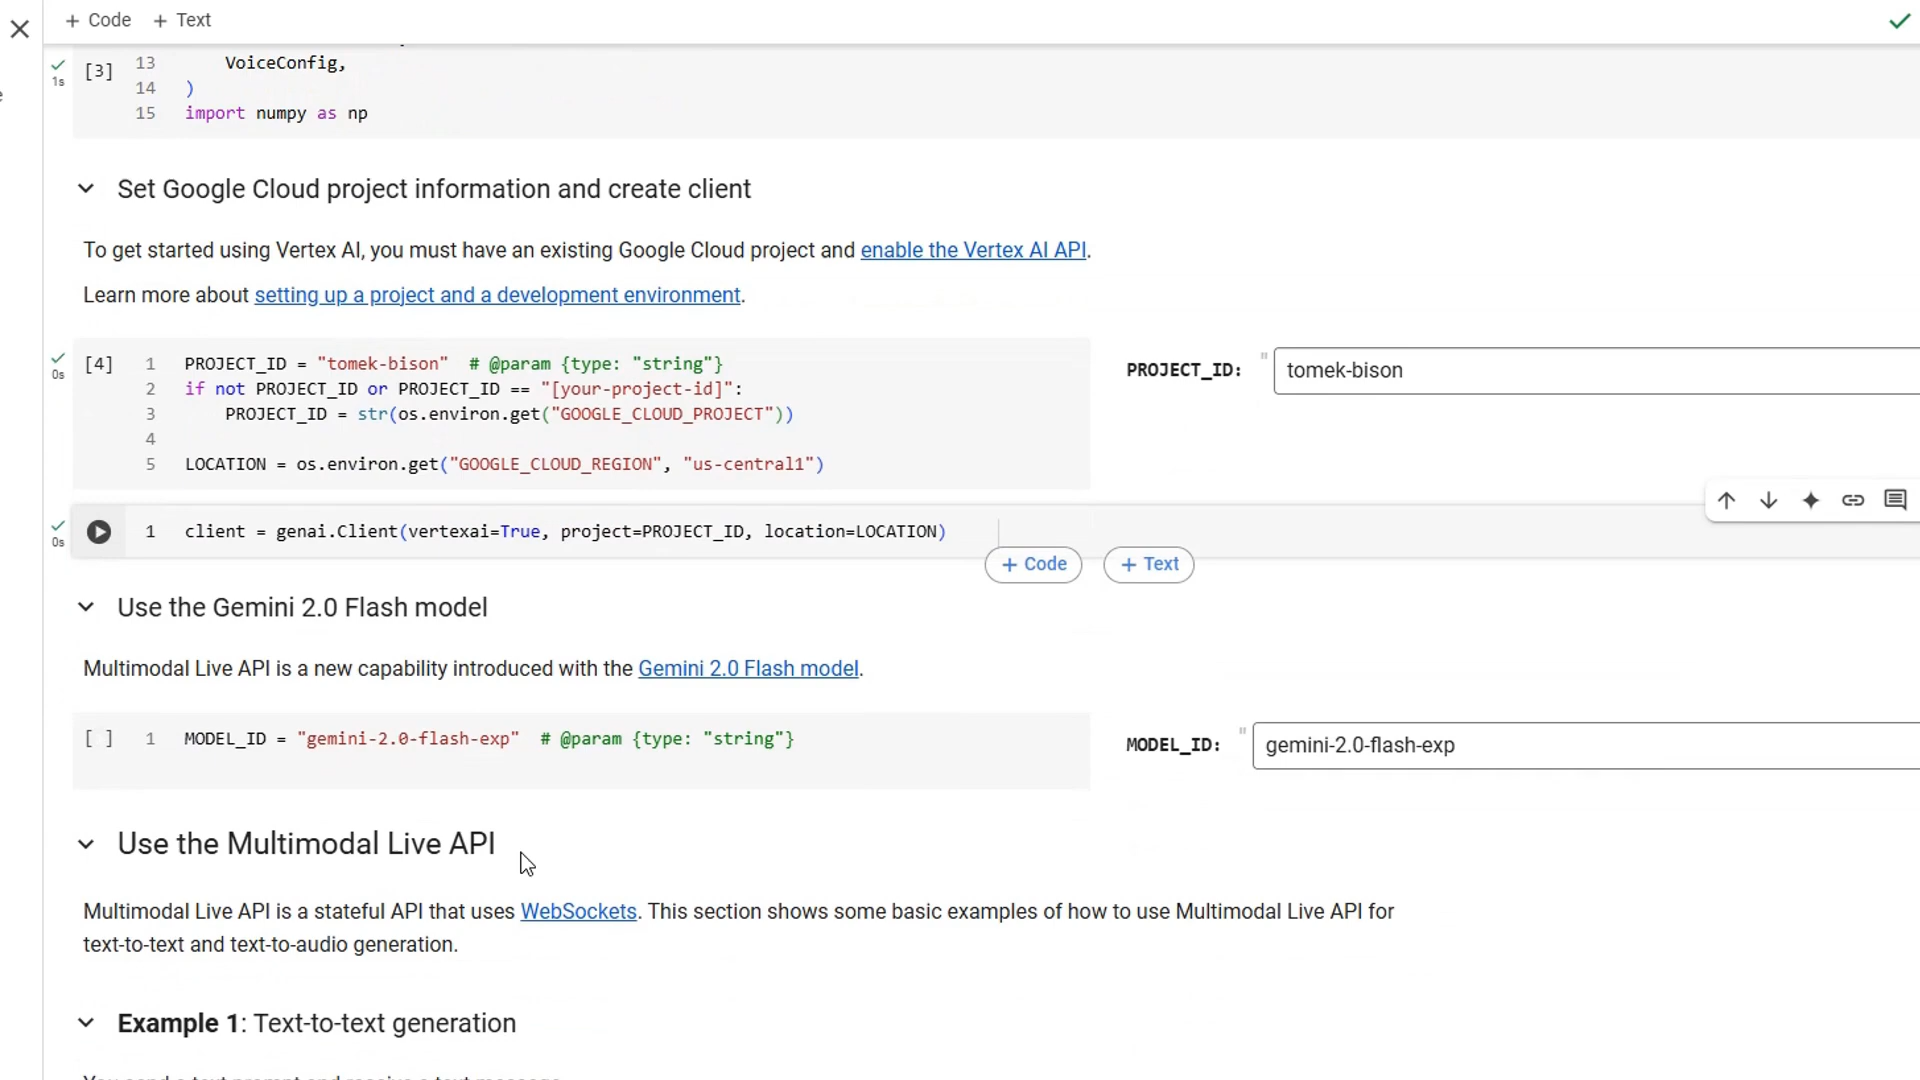 + Code + Text
1s [3] 13 VoiceConfig,
14 )
15 import numpy as np
Set Google Cloud project information and create client
To get started using Vertex AI, you must have an existing Google Cloud project and enable the Vertex AI API.
Learn more about setting up a project and a development environment.
0s [4] 1 PROJECT_ID = "tomek-bison" # @param {type: "string"}
2 if not PROJECT_ID or PROJECT_ID == "[your-project-id]":
3 PROJECT_ID = str(os.environ.get("GOOGLE_CLOUD_PROJECT"))
4
5 LOCATION = os.environ.get("GOOGLE_CLOUD_REGION", "us-central1")
PROJECT_ID: " tomek-bison
0s 1 client = genai.Client(vertexai=True, project=PROJECT_ID, location=LOCATION)
+ Code + Text
Use the Gemini 2.0 Flash model
Multimodal Live API is a new capability introduced with the Gemini 2.0 Flash model.
[ ] 1 MODEL_ID = "gemini-2.0-flash-exp" # @param {type: "string"}
MODEL_ID: " gemini-2.0-flash-exp
Use the Multimodal Live API
Multimodal Live API is a stateful API that uses WebSockets. This section shows some basic examples of how to use Multimodal Live API for
text-to-text and text-to-audio generation.
Example 1: Text-to-text generation